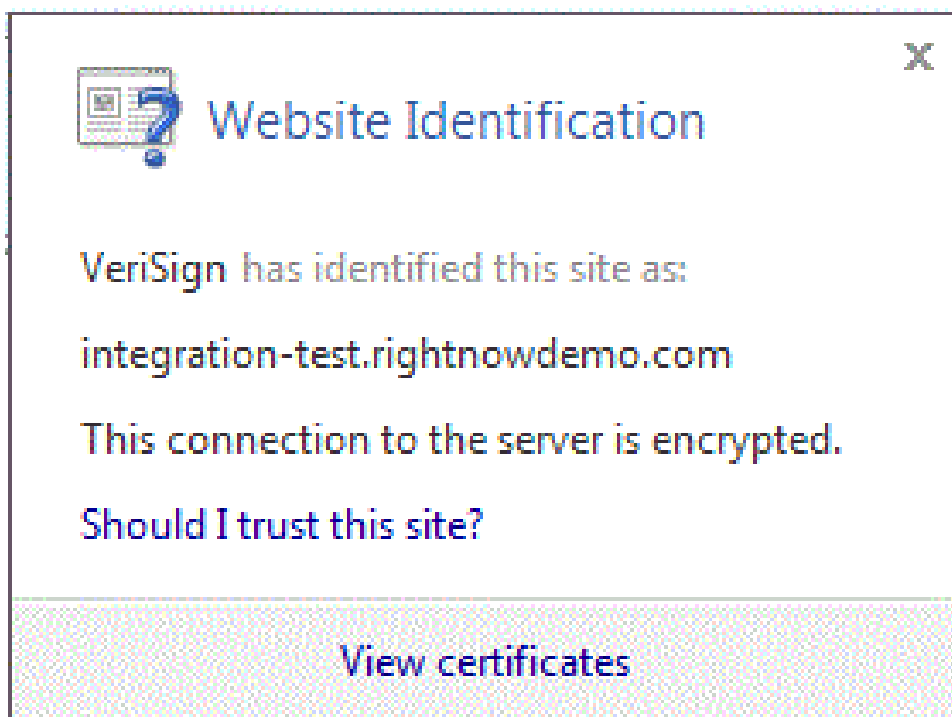 x
Website Identification
VeriSign has identified this site as:
integration-test.rightnowdemo.com
This connection to the server is encrypted.
Should I trust this site?
View certificates